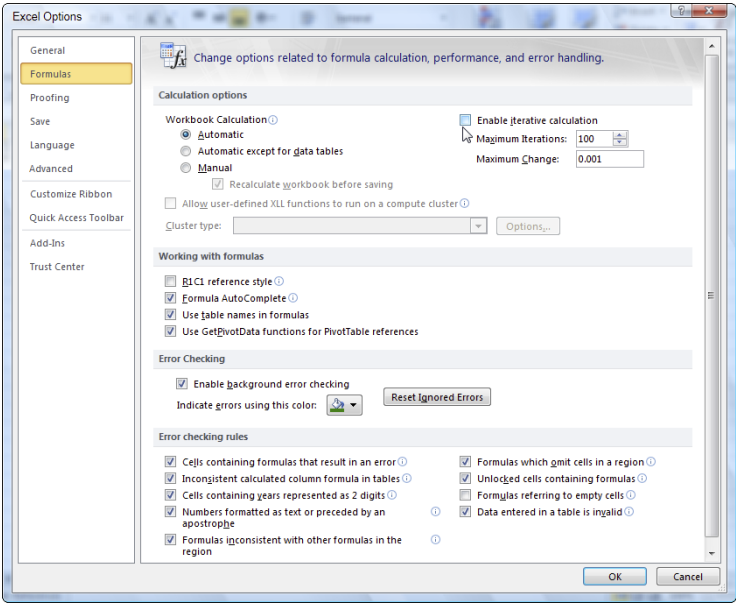 Excel Options
General
Formulas
Proofing
Save
Language
Advanced
Customize Ribbon
Quick Access Toolbar
Add-Ins
Trust Center
Change options related to formula calculation, performance, and error handling.
Calculation options
Workbook Calculation
Automatic
Automatic except for data tables
Manual
Recalculate workbook before saving
Enable iterative calculation
Maximum Iterations: 100
Maximum Change: 0.001
Allow user-defined XLL functions to run on a compute cluster
Cluster type:
Options...
Working with formulas
R1C1 reference style
Formula AutoComplete
Use table names in formulas
Use GetPivotData functions for PivotTable references
Error Checking
Enable background error checking
Indicate errors using this color:
Reset Ignored Errors
Error checking rules
Cells containing formulas that result in an error
Inconsistent calculated column formula in tables
Cells containing years represented as 2 digits
Numbers formatted as text or preceded by an
apostrophe
Formulas inconsistent with other formulas in the
region
Formulas which omit cells in a region
Unlocked cells containing formulas
Formulas referring to empty cells
Data entered in a table is invalid
OK
Cancel